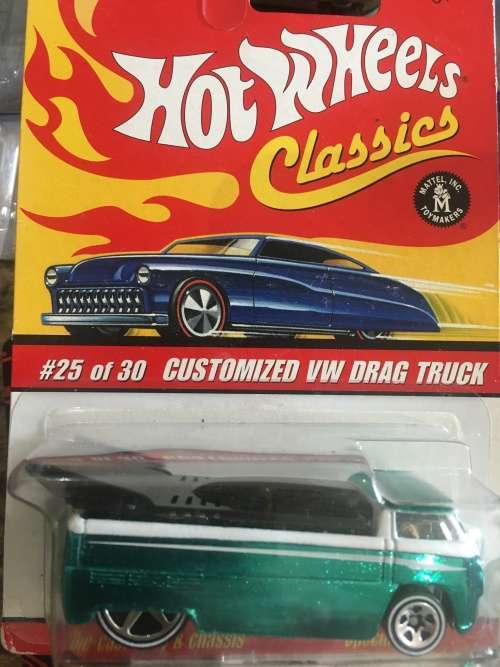 HOT WHEELS
Classics
MATTEL, INC.
M
TOYMAKERS
#25 of 30 CUSTOMIZED VW DRAG TRUCK
& CHASSIS